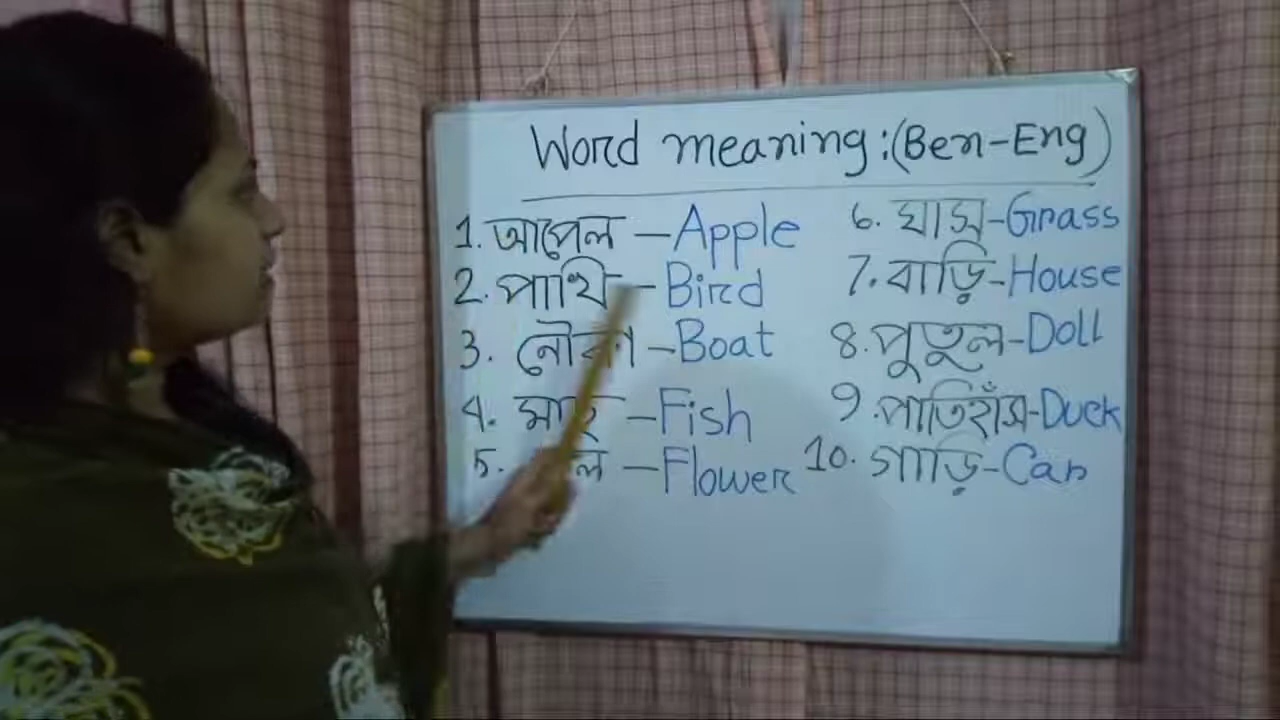 Word meaning:(Ben-Eng)
1. আপেল – Apple
2. পাখি – Bird
3. নৌকা – Boat
4. মাছ – Fish
5. – Flower
6. ঘাস - Grass
7. বাড়ি - House
8. পুতুল - Doll
9. পাতিহাঁস - Duck
10. গাড়ি - Car